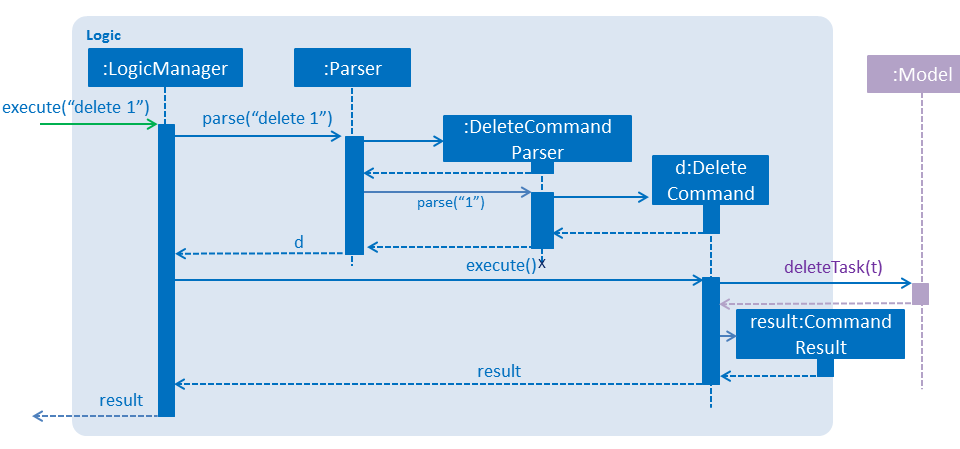 Logic
:LogicManager
:Parser
:Model
execute(“delete 1”)
parse(“delete 1”)
:DeleteCommand
Parser
d:Delete
Command
parse(“1”)
d
execute()
x
deleteTask(t)
result:Command
Result
result
result